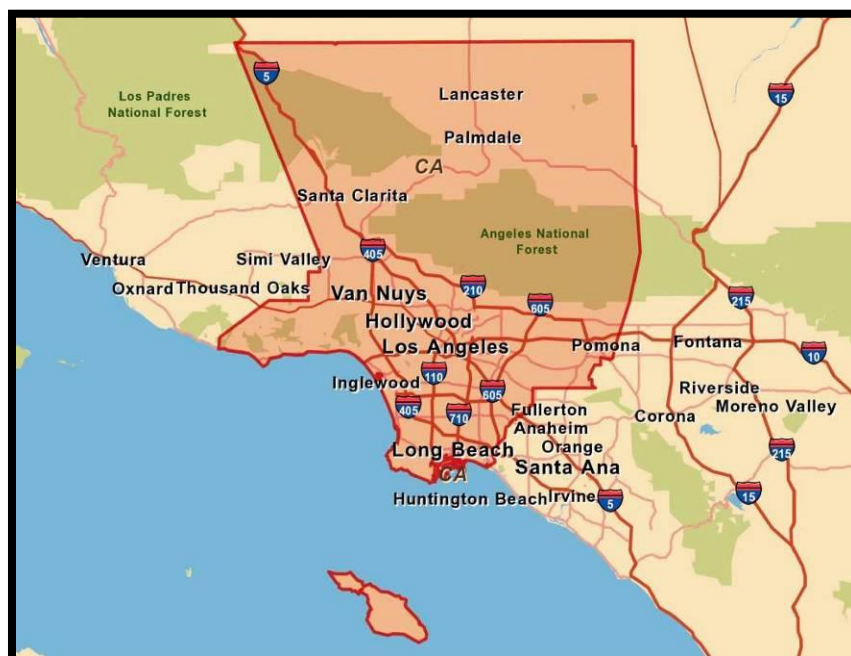 5
Lancaster
15
Los Padres
National Forest
Palmdale
CA
Santa Clarita
Angeles National
Forest
405
Ventura
Simi Valley
Oxnard
Thousand Oaks
Van Nuys
210
605
215
Hollywood
Los Angeles
Pomona
Fontana
10
Inglewood
110
405
710
605
Riverside
Fullerton
Corona
Moreno Valley
Anaheim
Orange
Long Beach
215
CA
Santa Ana
Huntington Beach
Irvine
5
15